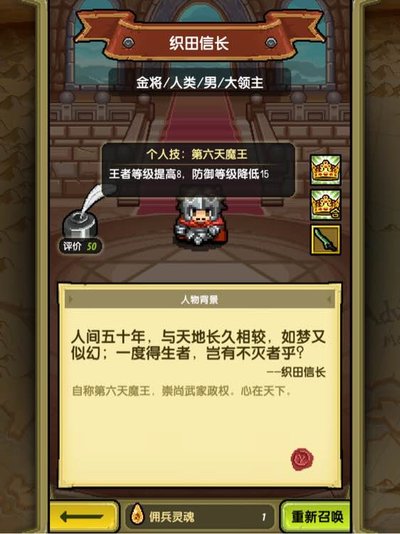 织田信长
金将/人类/男/大领主
个人技：第六天魔王
王者等级提高8，防御等级降低15
评价 50
人物背景
人间五十年，与天地长久相较，如梦又
似幻；一度得生者，岂有不灭者乎？
--织田信长
自称第六天魔王，崇尚武家政权。心在天下。
佣兵灵魂 1
重新召唤